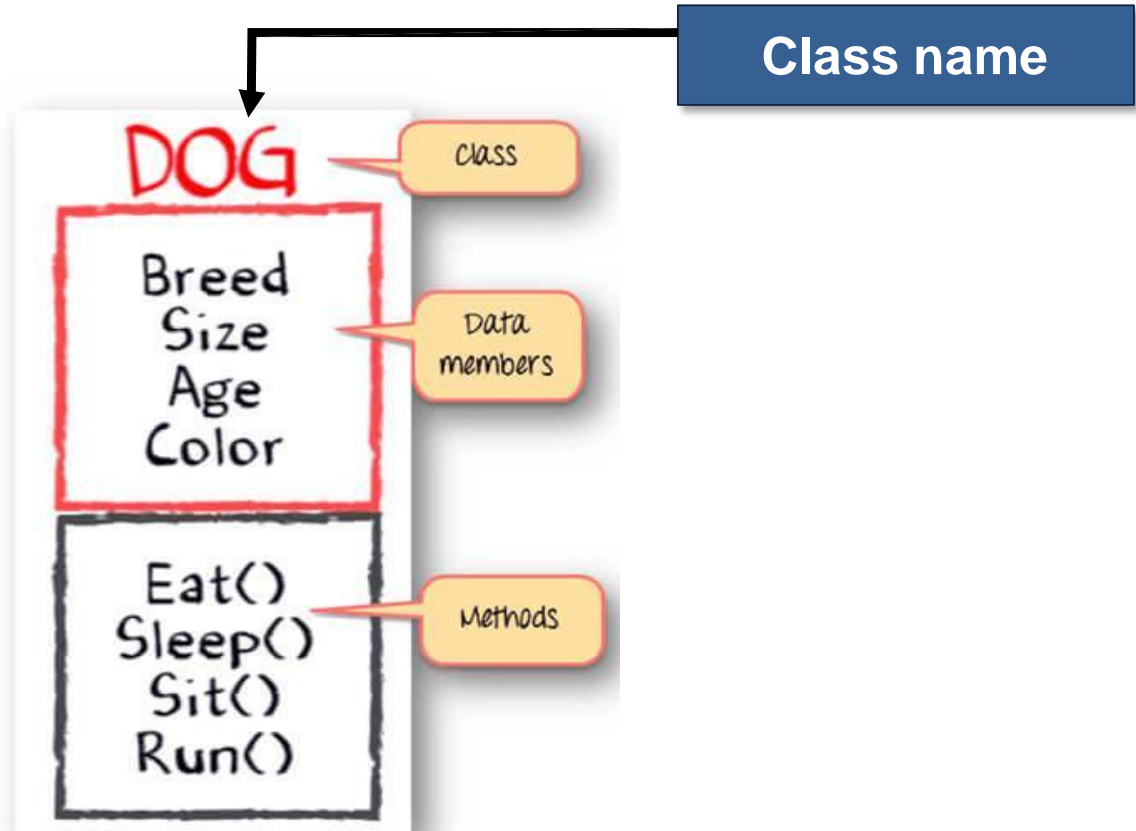 Class name
DOG
Class
Breed
Size
Age
Color
Data
members
Eat()
Sleep()
Sit()
Run()
Methods